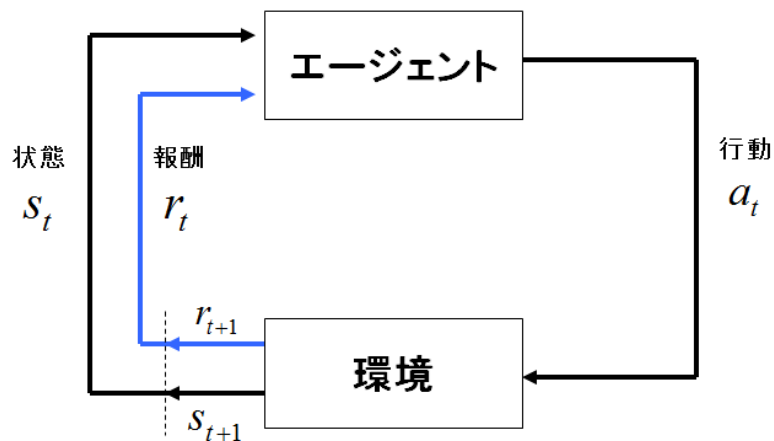 エージェント
状態
s_t
報酬
r_t
行動
a_t
r_{t+1}
環境
s_{t+1}